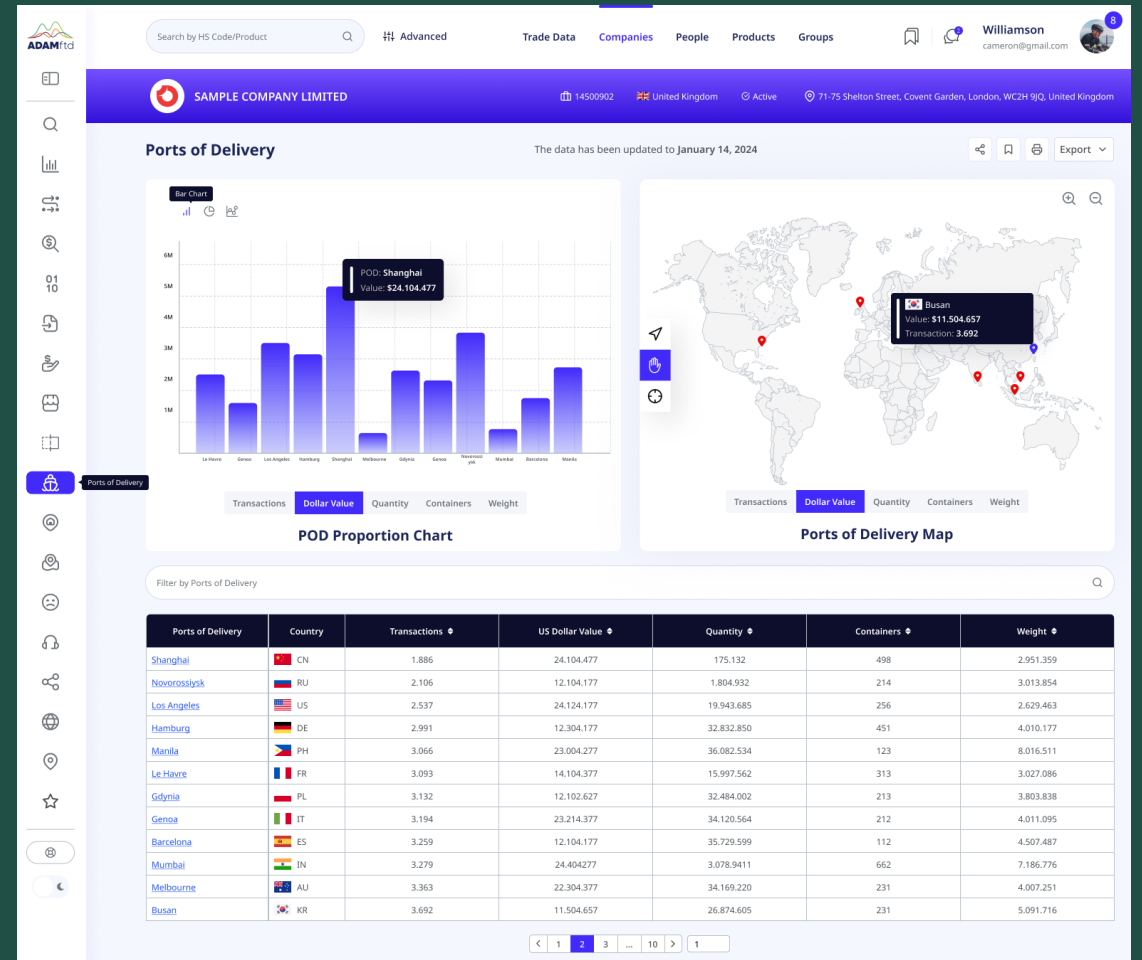 ADAMftd
Search by HS Code/Product
Advanced
Trade Data Companies People Products Groups
2
Williamson
cameron@gmail.com
8
SAMPLE COMPANY LIMITED
14500902 United Kingdom Active 71-75 Shelton Street, Covent Garden, London, WC2H 9JQ, United Kingdom
Ports of Delivery
The data has been updated to January 14, 2024
Export
Bar Chart
6M
5M
4M
3M
2M
1M
POD: Shanghai
Value: $24.104.477
Le Havre Genoa Los Angeles Hamburg Shanghai Melbourne Gdynia Genoa Novorossi Mumbai Barcelona Manila
ysk
Transactions Dollar Value Quantity Containers Weight
POD Proportion Chart
Busan
Value: $11.504.657
Transaction: 3.692
Transactions Dollar Value Quantity Containers Weight
Ports of Delivery Map
01
10
Ports of Delivery
Filter by Ports of Delivery
Ports of Delivery Country Transactions US Dollar Value Quantity Containers Weight
Shanghai CN 1.886 24.104.477 175.132 498 2.951.359
Novorossiysk RU 2.106 12.104.177 1.804.932 214 3.013.854
Los Angeles US 2.537 24.124.177 19.943.685 256 2.629.463
Hamburg DE 2.991 12.304.177 32.832.850 451 4.010.177
Manila PH 3.066 23.004.277 36.082.534 123 8.016.511
Le Havre FR 3.093 14.104.377 15.997.562 313 3.027.086
Gdynia PL 3.132 12.102.627 32.484.002 213 3.803.838
Genoa IT 3.194 23.214.377 34.120.564 212 4.011.095
Barcelona ES 3.259 12.104.177 35.729.599 112 4.507.487
Mumbai IN 3.279 24.404277 3.078.9411 662 7.186.776
Melbourne AU 3.363 22.304.377 34.169.220 231 4.007.251
Busan KR 3.692 11.504.657 26.874.605 231 5.091.716
1 2 3 ... 10 1